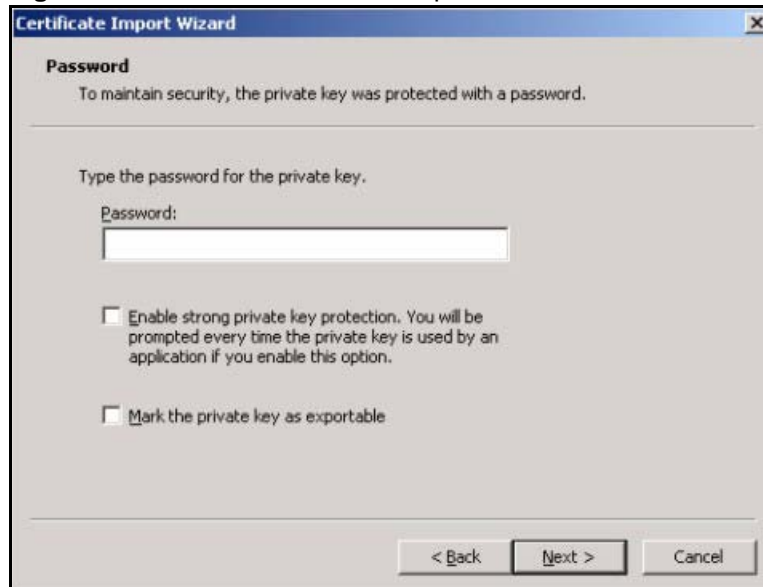 Certificate Import Wizard
Password
To maintain security, the private key was protected with a password.
Type the password for the private key.
Password:
Enable strong private key protection. You will be
prompted every time the private key is used by an
application if you enable this option.
Mark the private key as exportable
< Back Next > Cancel